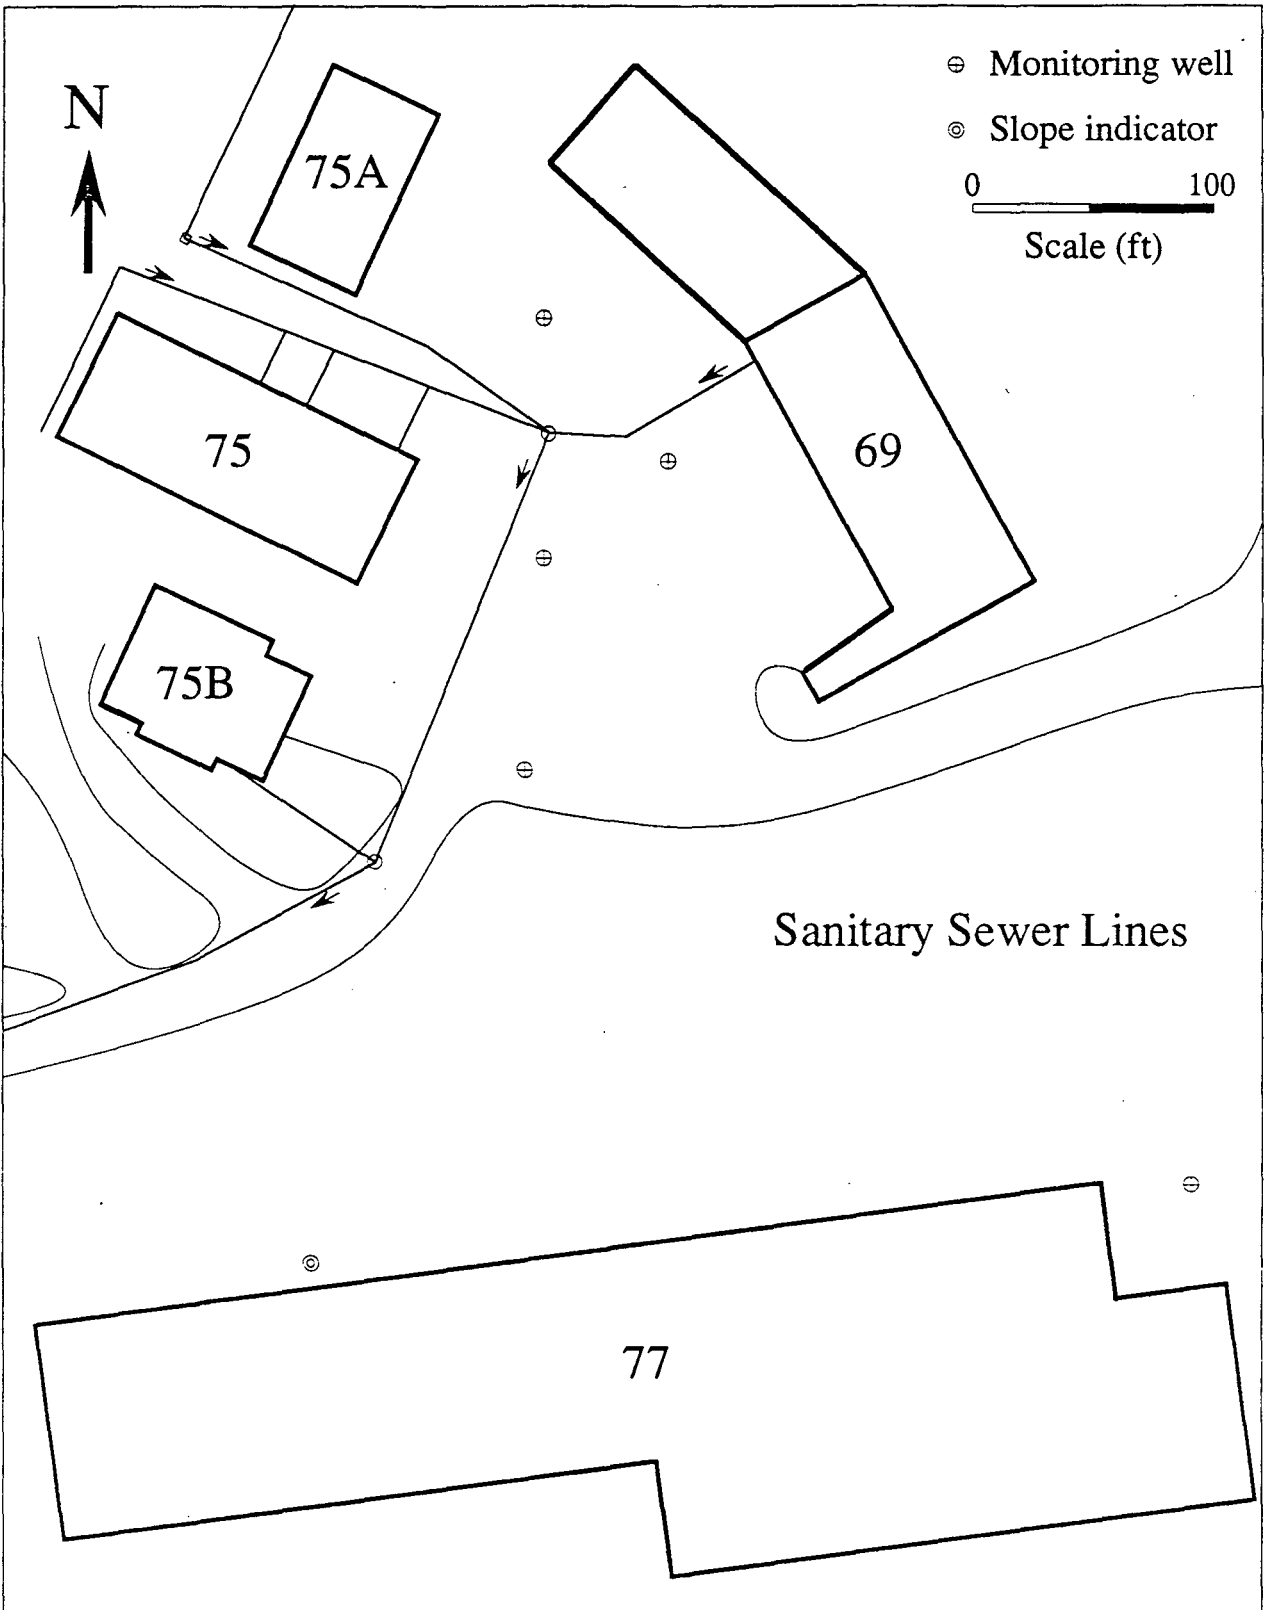 N
Monitoring well
Slope indicator
0 100
Scale (ft)
75A
75
69
75B
Sanitary Sewer Lines
77